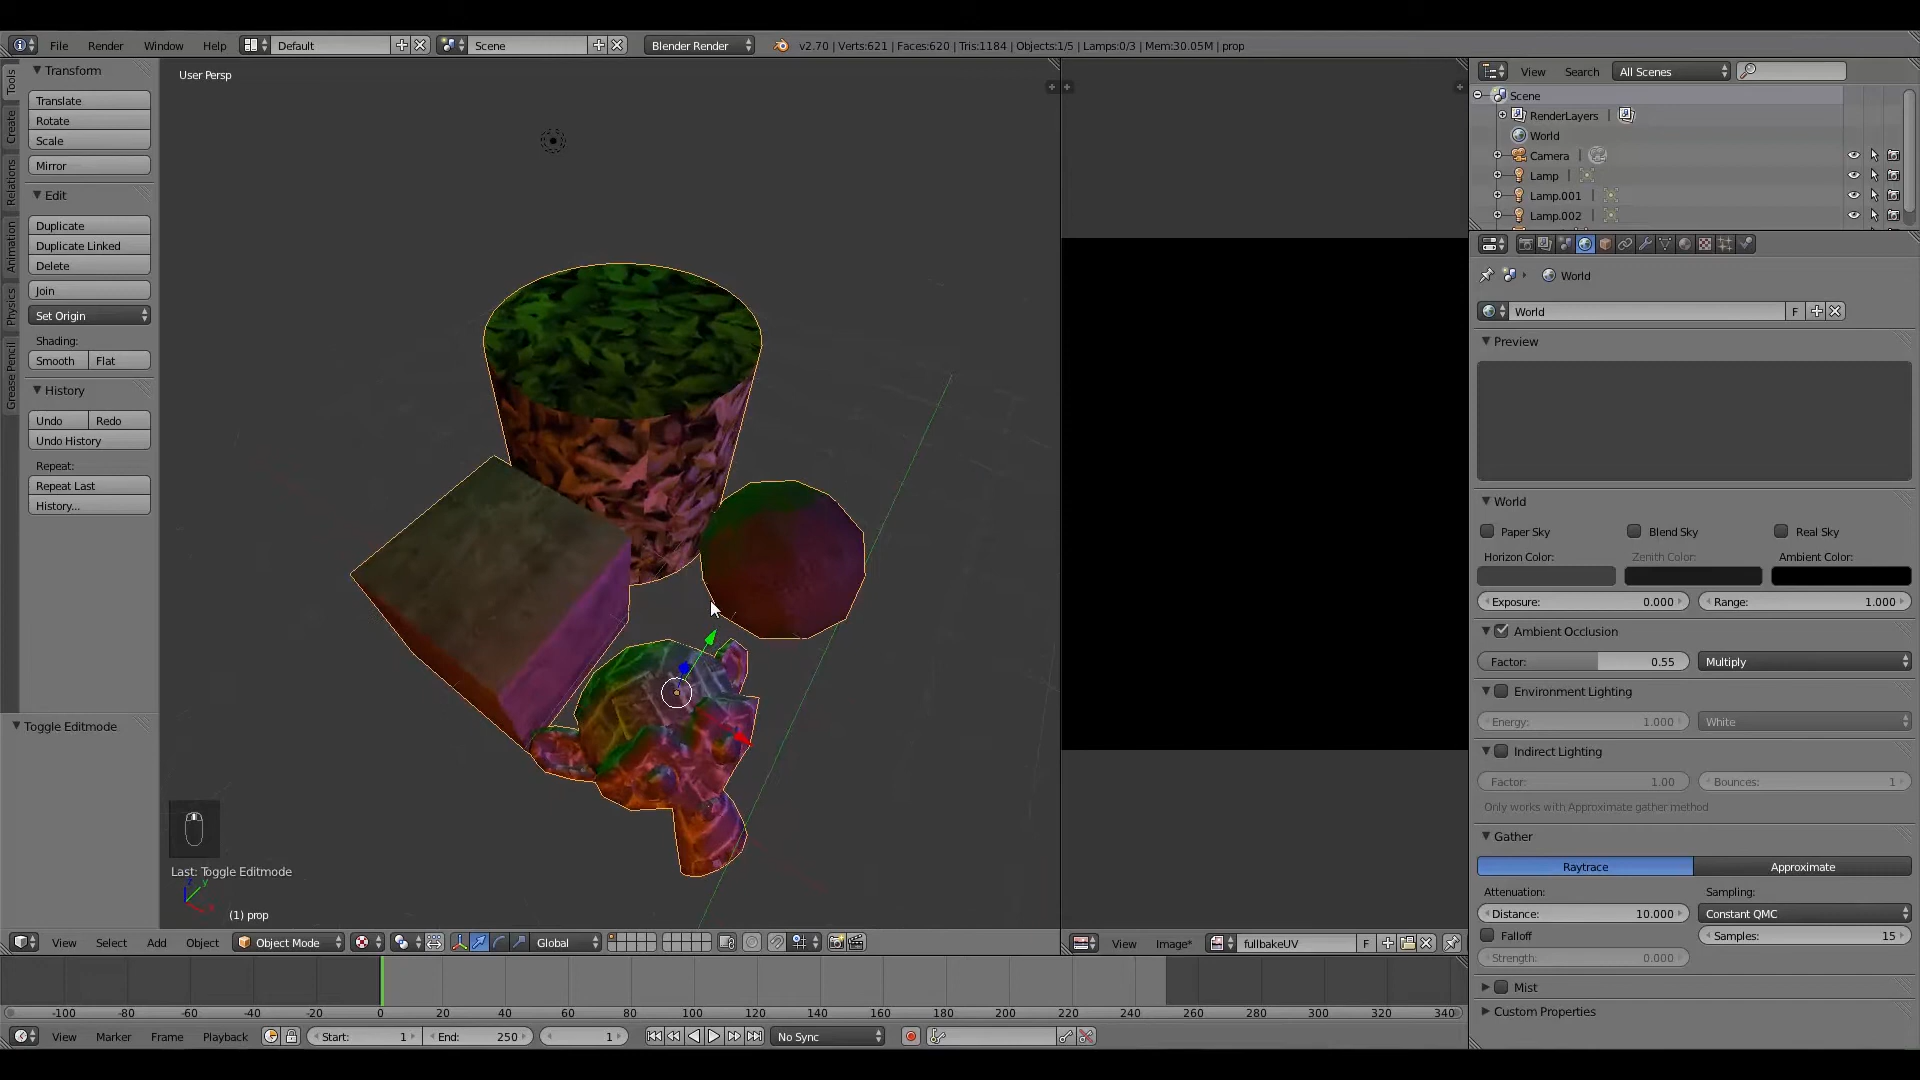 File Render Window Help Default Scene Blender Render v2.70 | Verts:621 | Faces:620 | Tris:1184 | Objects:1/5 | Lamps:0/3 | Mem:30.05M | prop
Tools
Create
Relations
Animation
Physics
Grease Pencil
Transform
Translate
Rotate
Scale
Mirror
Edit
Duplicate
Duplicate Linked
Delete
Join
Set Origin
Shading:
Smooth Flat
History
Undo Redo
Undo History
Repeat:
Repeat Last
History...
Toggle Editmode
User Persp
Last: Toggle Editmode
(1) prop
View Select Add Object Object Mode Global
View Image* fullbakeUV F
View Search All Scenes
Scene
RenderLayers |
World
Camera |
Lamp |
Lamp.001 |
Lamp.002 |
World
World F
Preview
World
Paper Sky Blend Sky Real Sky
Horizon Color: Zenith Color: Ambient Color:
Exposure: 0.000 Range: 1.000
Ambient Occlusion
Factor: 0.55 Multiply
Environment Lighting
Energy: 1.000 White
Indirect Lighting
Factor: 1.00 Bounces: 1
Only works with Approximate gather method
Gather
Raytrace Approximate
Attenuation: Sampling:
Distance: 10.000 Constant QMC
Falloff Samples: 15
Strength: 0.000
Mist
Custom Properties
-100 -80 -60 -40 -20 0 20 40 60 80 100 120 140 160 180 200 220 240 260 280 300 320 340
View Marker Frame Playback Start: 1 End: 250 1 No Sync